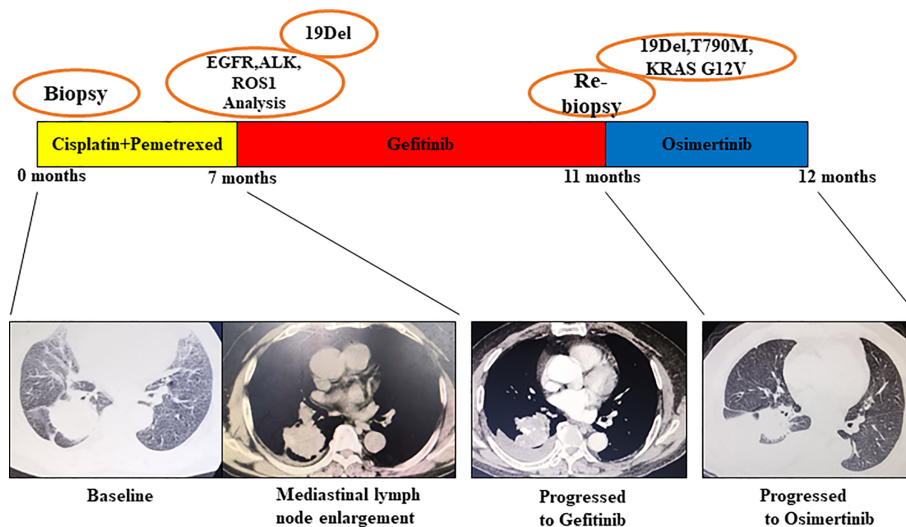 19Del
EGFR,ALK,
ROS1
Analysis
Biopsy
Re-
biopsy
19Del,T790M,
KRAS G12V
Cisplatin+Pemetrexed
Gefitinib
Osimertinib
0 months
7 months
11 months
12 months
Baseline
Mediastinal lymph
node enlargement
Progressed
to Gefitinib
Progressed
to Osimertinib